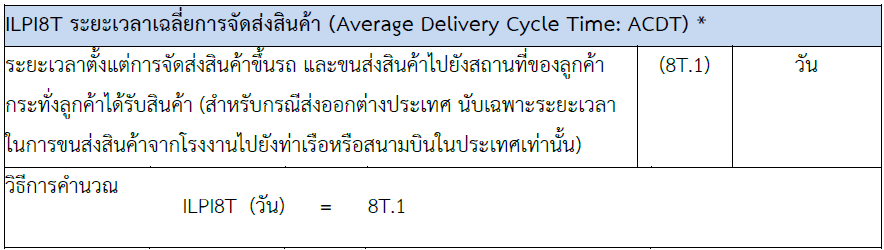 ILPI8T ระยะเวลาเฉลี่ยการจัดส่งสินค้า (Average Delivery Cycle Time: ACDT) *
ระยะเวลาตั้งแต่การจัดส่งสินค้าขึ้นรถ และขนส่งสินค้าไปยังสถานที่ของลูกค้า (8T.1) วัน
กระทั่งลูกค้าได้รับสินค้า (สำหรับกรณีส่งออกต่างประเทศ นับเฉพาะระยะเวลา
ในการขนส่งสินค้าจากโรงงานไปยังท่าเรือหรือสนามบินในประเทศเท่านั้น)
วิธีการคำนวณ
ILPI8T (วัน) = 8T.1